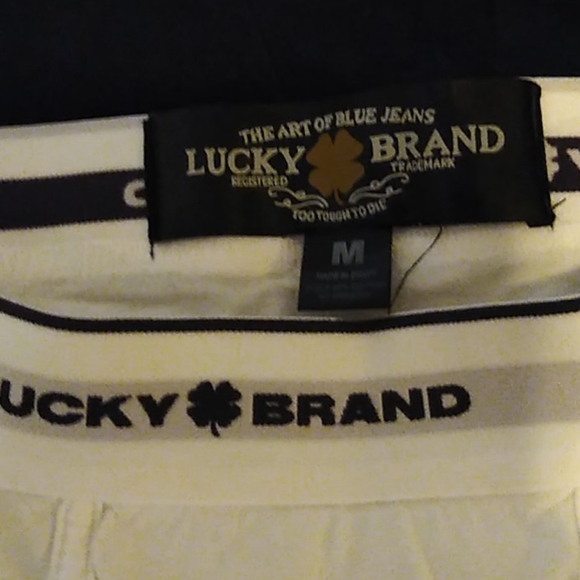 THE ART OF BLUE JEANS
LUCKY BRAND
REGISTERED TRADEMARK
TOO TOUGH TO DIE
M
UCKY BRAND